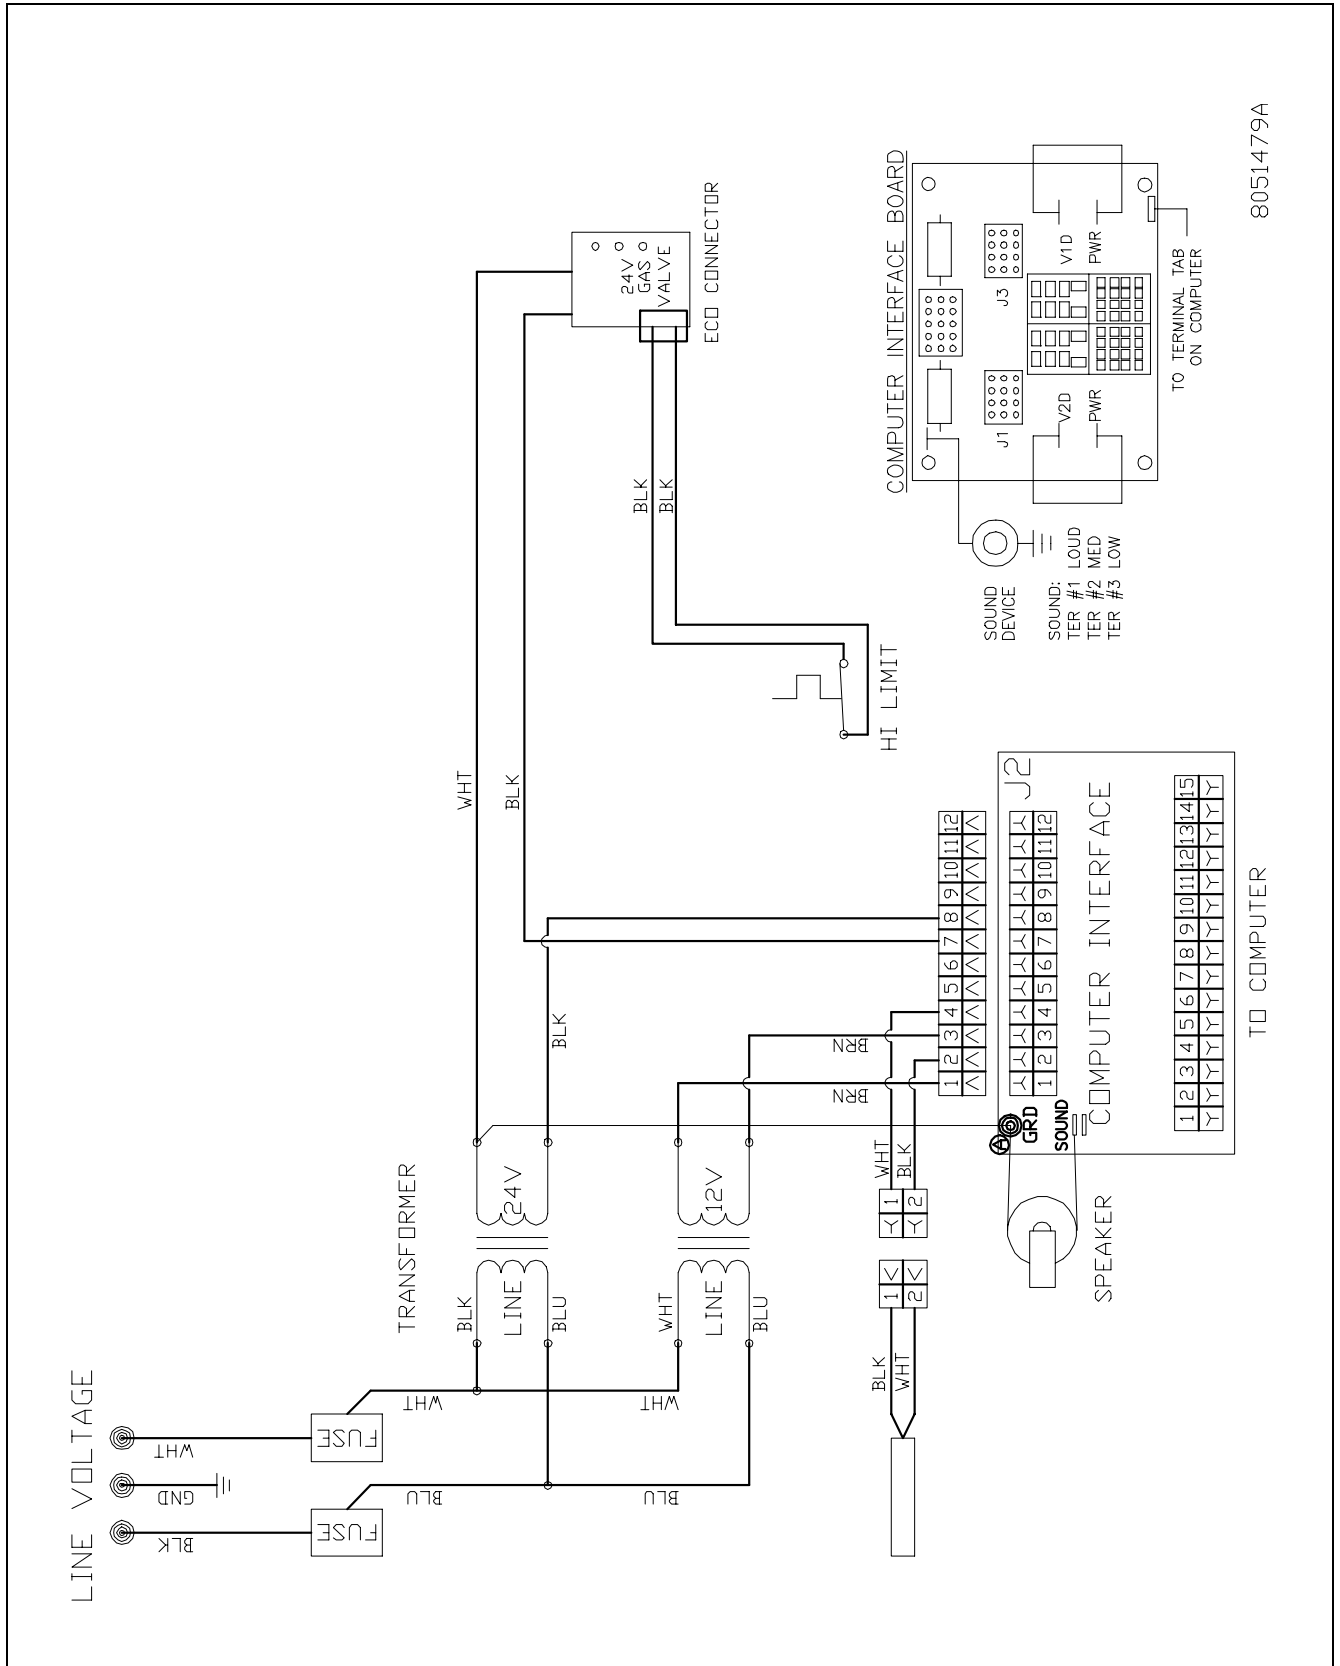 LINE VOLTAGE
BLK
GND
WHT
FUSE
FUSE
BLU
WHT
BLU
WHT
TRANSFORMER
BLK
LINE
BLU
24V
WHT
LINE
BLU
12V
WHT
BLK
BLK
BRN
BRN
24V
GAS
VALVE
ECO CONNECTOR
BLK
BLK
HI LIMIT
BLK
WHT
1
2
1
2
WHT
BLK
1 2 3 4 5 6 7 8 9 10 11 12
1 2 3 4 5 6 7 8 9 10 11 12
J2
A
GRD
SOUND
COMPUTER INTERFACE
1 2 3 4 5 6 7 8 9 10 11 12 13 14 15
TO COMPUTER
SPEAKER
COMPUTER INTERFACE BOARD
J1
J3
V2D
PWR
V1D
PWR
TO TERMINAL TAB
ON COMPUTER
SOUND
DEVICE
SOUND:
TER #1 LOUD
TER #2 MED
TER #3 LOW
8051479A